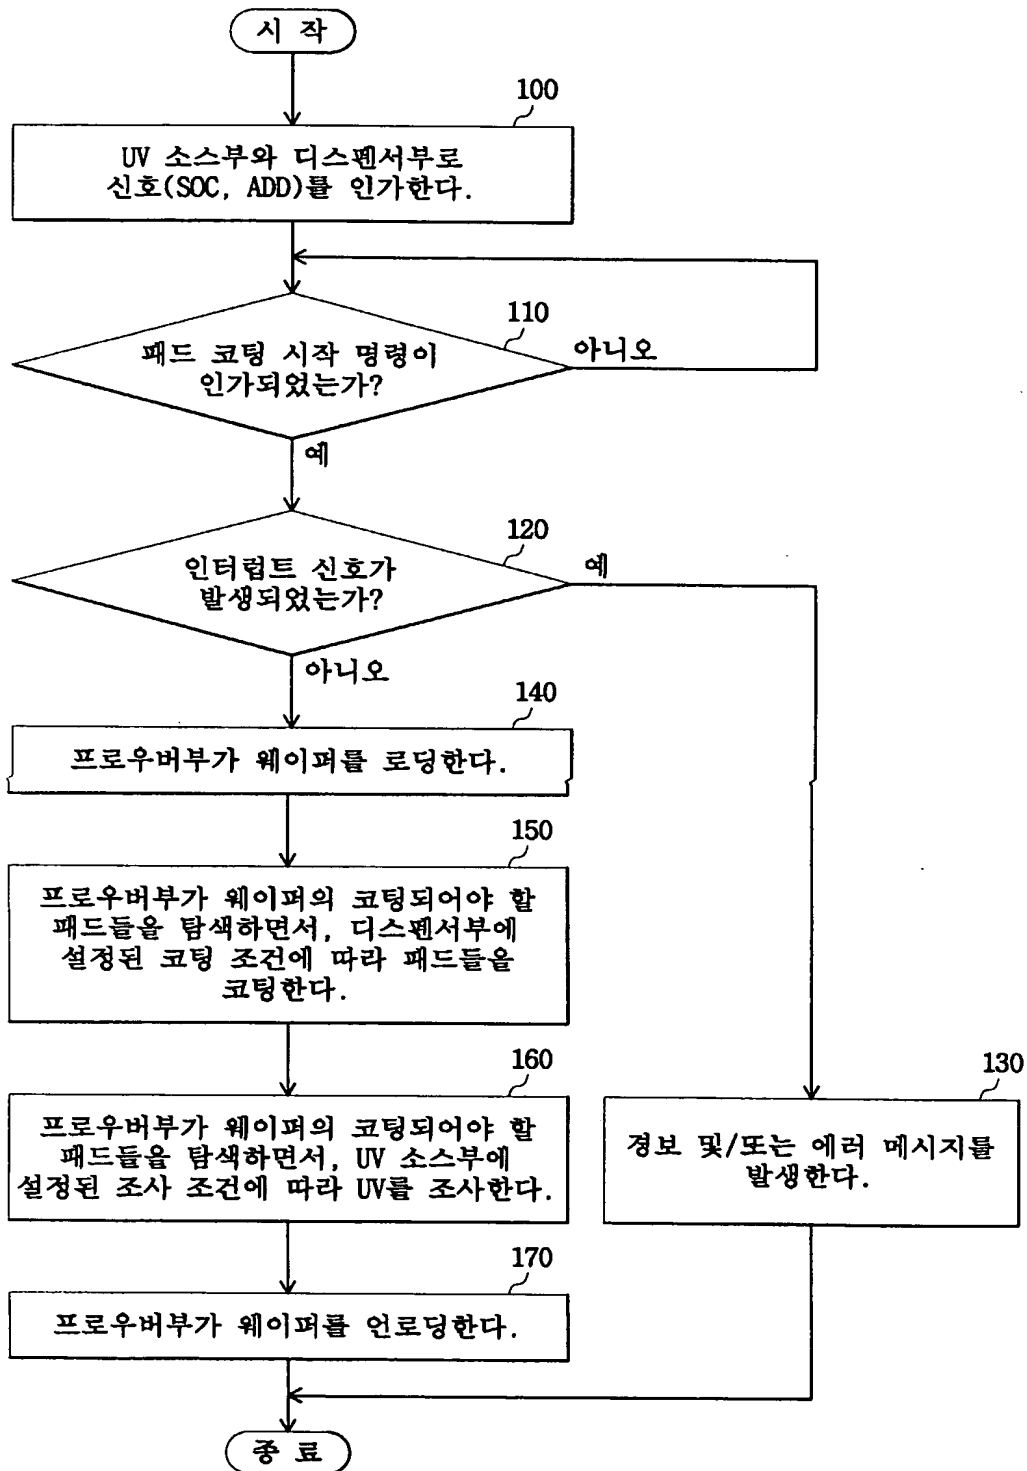 시 작
100
UV 소스부와 디스펜서부로
신호(SOC, ADD)를 인가한다.
110
패드 코팅 시작 명령이
인가되었는가?
아니오
예
120
인터럽트 신호가
발생되었는가?
예
아니오
140
프로우버부가 웨이퍼를 로딩한다.
150
프로우버부가 웨이퍼의 코팅되어야 할
패드들을 탐색하면서, 디스펜서부에
설정된 코팅 조건에 따라 패드들을
코팅한다.
160
프로우버부가 웨이퍼의 코팅되어야 할
패드들을 탐색하면서, UV 소스부에
설정된 조사 조건에 따라 UV를 조사한다.
130
경보 및/또는 에러 메시지를
발생한다.
170
프로우버부가 웨이퍼를 언로딩한다.
종 료